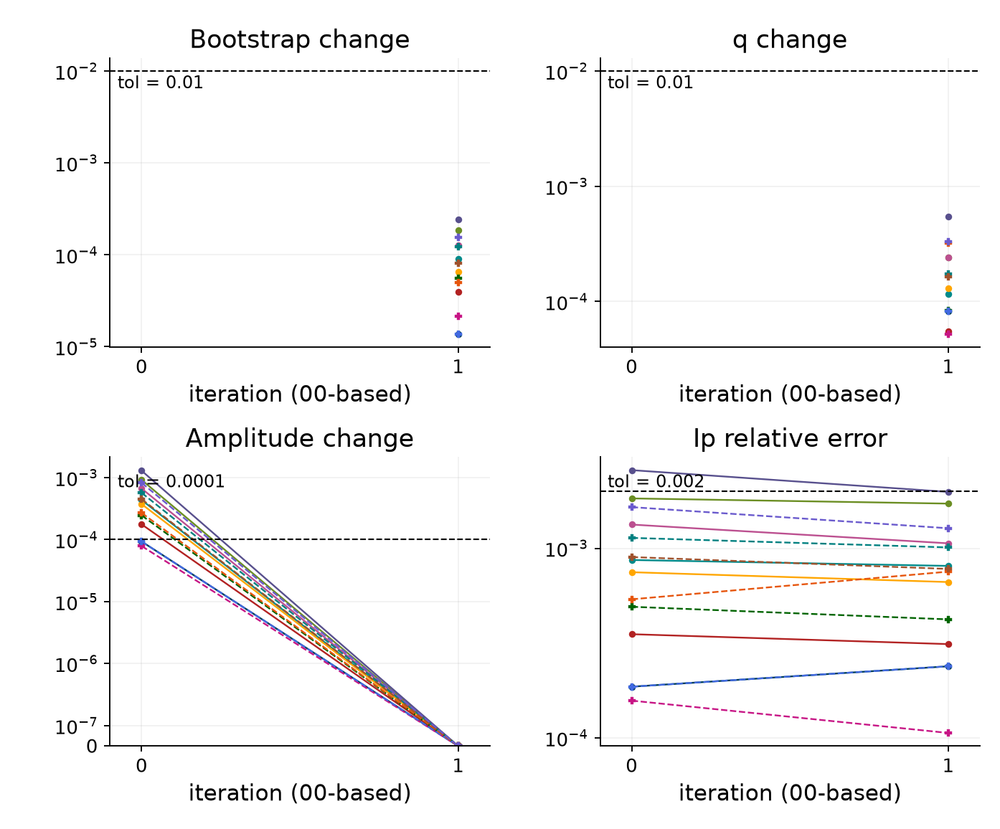 Bootstrap change
10⁻²
tol = 0.01
10⁻³
10⁻⁴
10⁻⁵
0 1
iteration (00-based)
q change
10⁻²
tol = 0.01
10⁻³
10⁻⁴
0 1
iteration (00-based)
Amplitude change
10⁻³
tol = 0.0001
10⁻⁴
10⁻⁵
10⁻⁶
10⁻⁷
0
0 1
iteration (00-based)
Ip relative error
tol = 0.002
10⁻³
10⁻⁴
0 1
iteration (00-based)